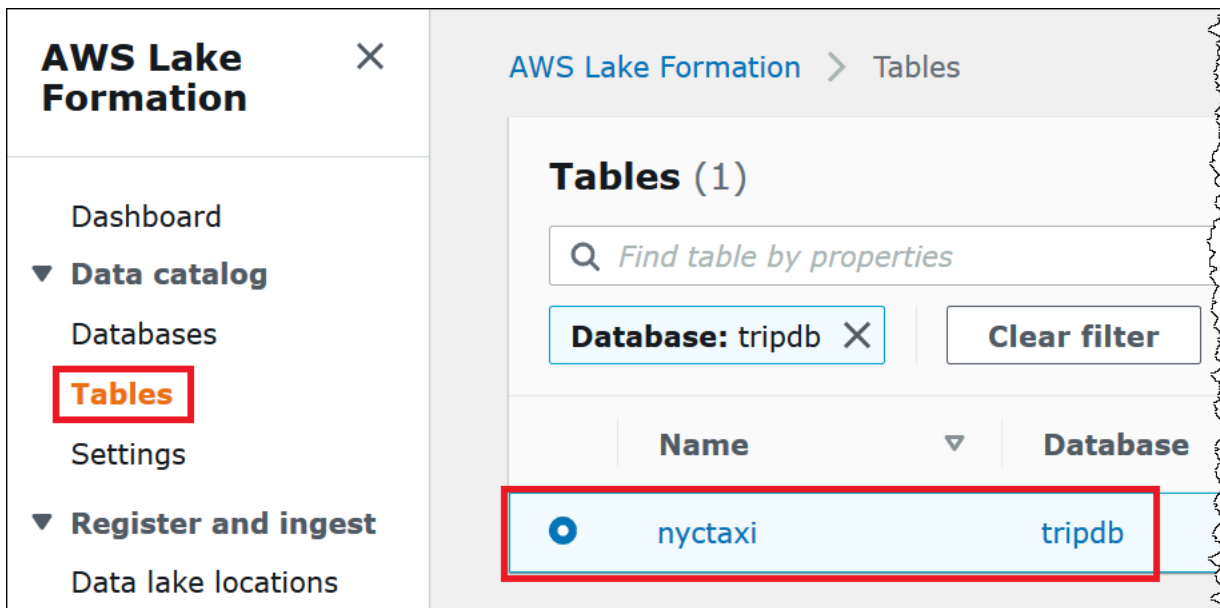 AWS Lake
Formation
Dashboard
Data catalog
Databases
Tables
Settings
Register and ingest
Data lake locations
AWS Lake Formation > Tables
Tables (1)
Find table by properties
Database: tripdb
Clear filter
Name Database
nyctaxi tripdb